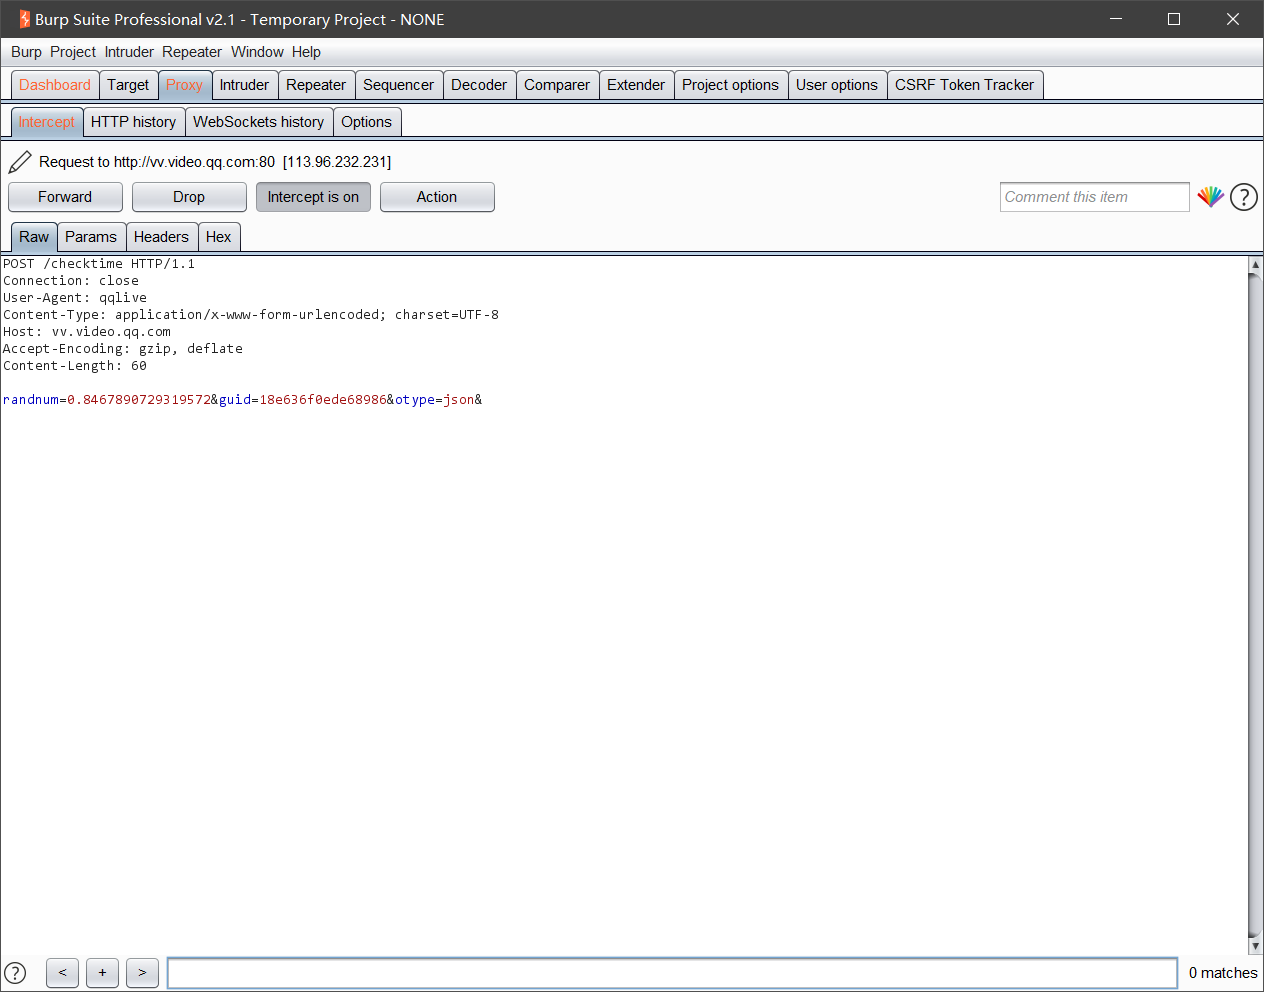 Burp Suite Professional v2.1 - Temporary Project - NONE
Burp Project Intruder Repeater Window Help
Dashboard Target Proxy Intruder Repeater Sequencer Decoder Comparer Extender Project options User options CSRF Token Tracker
Intercept HTTP history WebSockets history Options
Request to http://vv.video.qq.com:80 [113.96.232.231]
Forward Drop Intercept is on Action Comment this item ?
Raw Params Headers Hex
POST /checktime HTTP/1.1
Connection: close
User-Agent: qqlive
Content-Type: application/x-www-form-urlencoded; charset=UTF-8
Host: vv.video.qq.com
Accept-Encoding: gzip, deflate
Content-Length: 60
randnum=0.8467890729319572&guid=18e636f0ede68986&otype=json&
? < + > 0 matches